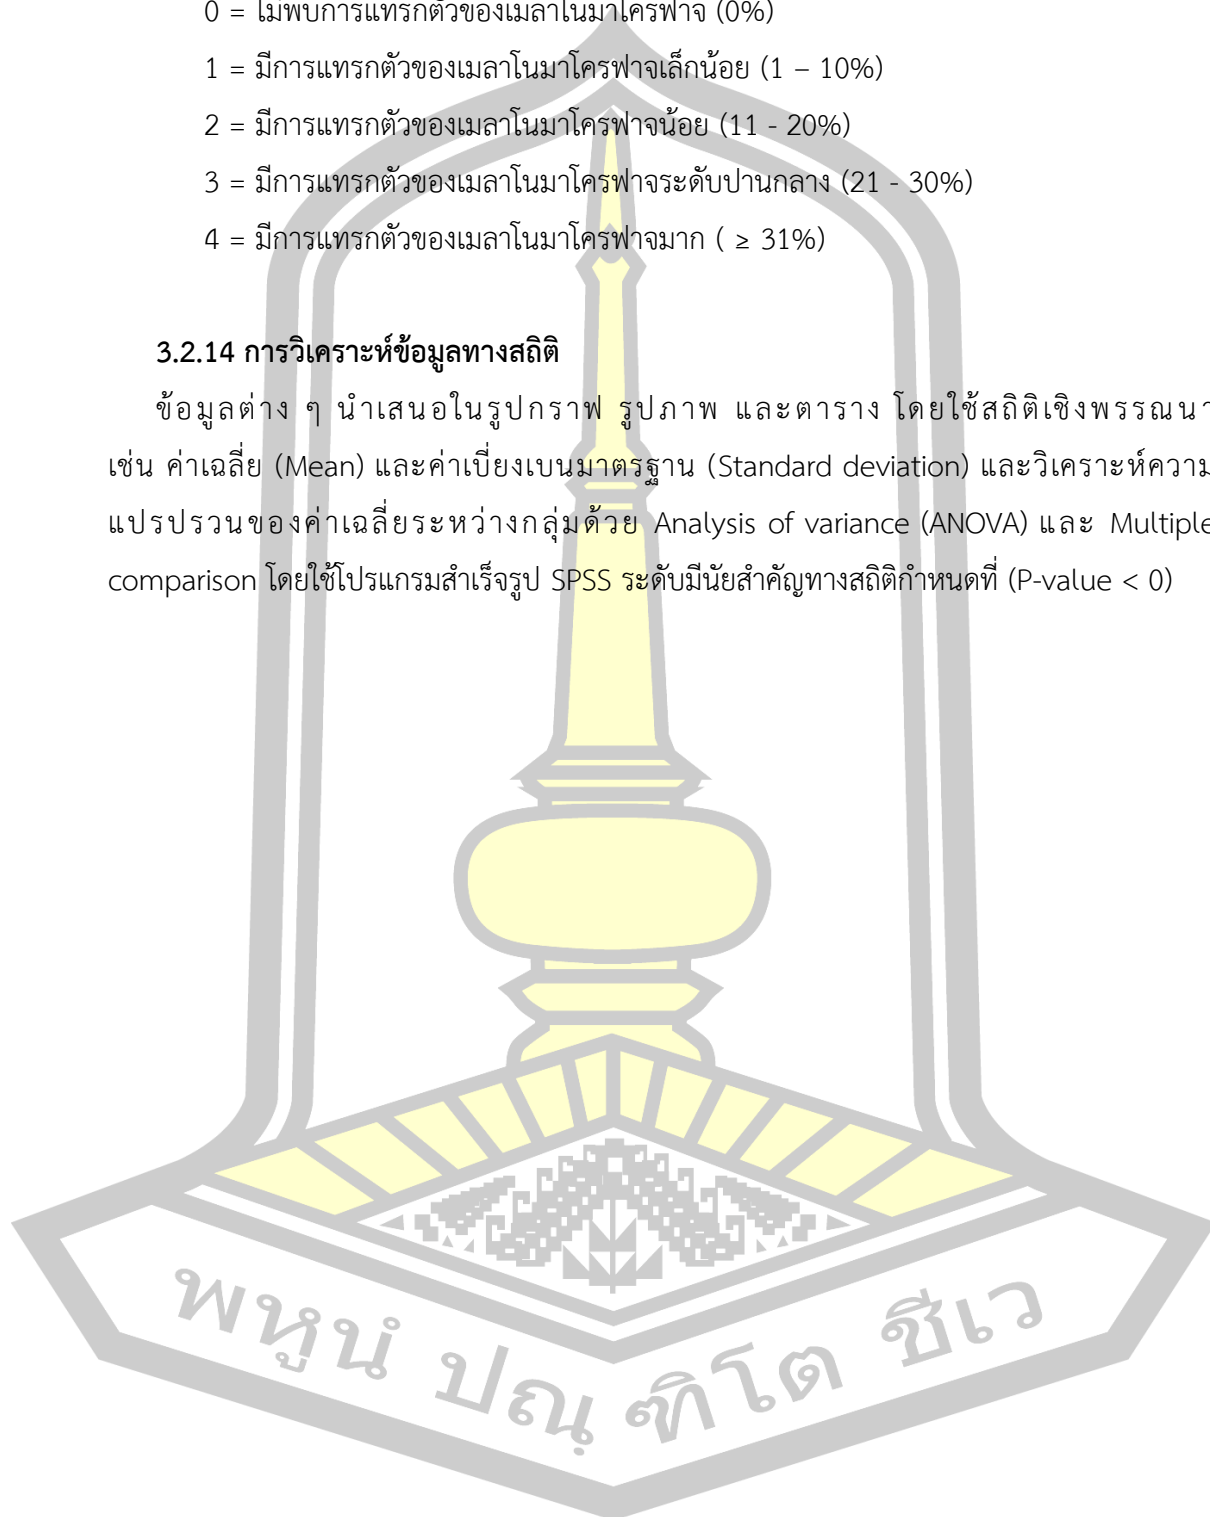 0 = ไม่พบการแทรกตัวของเมลาโนมาโครฟาจ (0%)
1 = มีการแทรกตัวของเมลาโนมาโครฟาจเล็กน้อย (1 – 10%)
2 = มีการแทรกตัวของเมลาโนมาโครฟาจน้อย (11 - 20%)
3 = มีการแทรกตัวของเมลาโนมาโครฟาจระดับปานกลาง (21 - 30%)
4 = มีการแทรกตัวของเมลาโนมาโครฟาจมาก ( ≥ 31%)
3.2.14 การวิเคราะห์ข้อมูลทางสถิติ
ข้อมูลต่าง ๆ นำเสนอในรูปกราฟ รูปภาพ และตาราง โดยใช้สถิติเชิงพรรณนา
เช่น ค่าเฉลี่ย (Mean) และค่าเบี่ยงเบนมาตรฐาน (Standard deviation) และวิเคราะห์ความ
แปรปรวนของค่าเฉลี่ยระหว่างกลุ่มด้วย Analysis of variance (ANOVA) และ Multiple
comparison โดยใช้โปรแกรมสำเร็จรูป SPSS ระดับมีนัยสำคัญทางสถิติกำหนดที่ (P-value < 0)
พหูนํ ปณฺฑิโต ชีเว